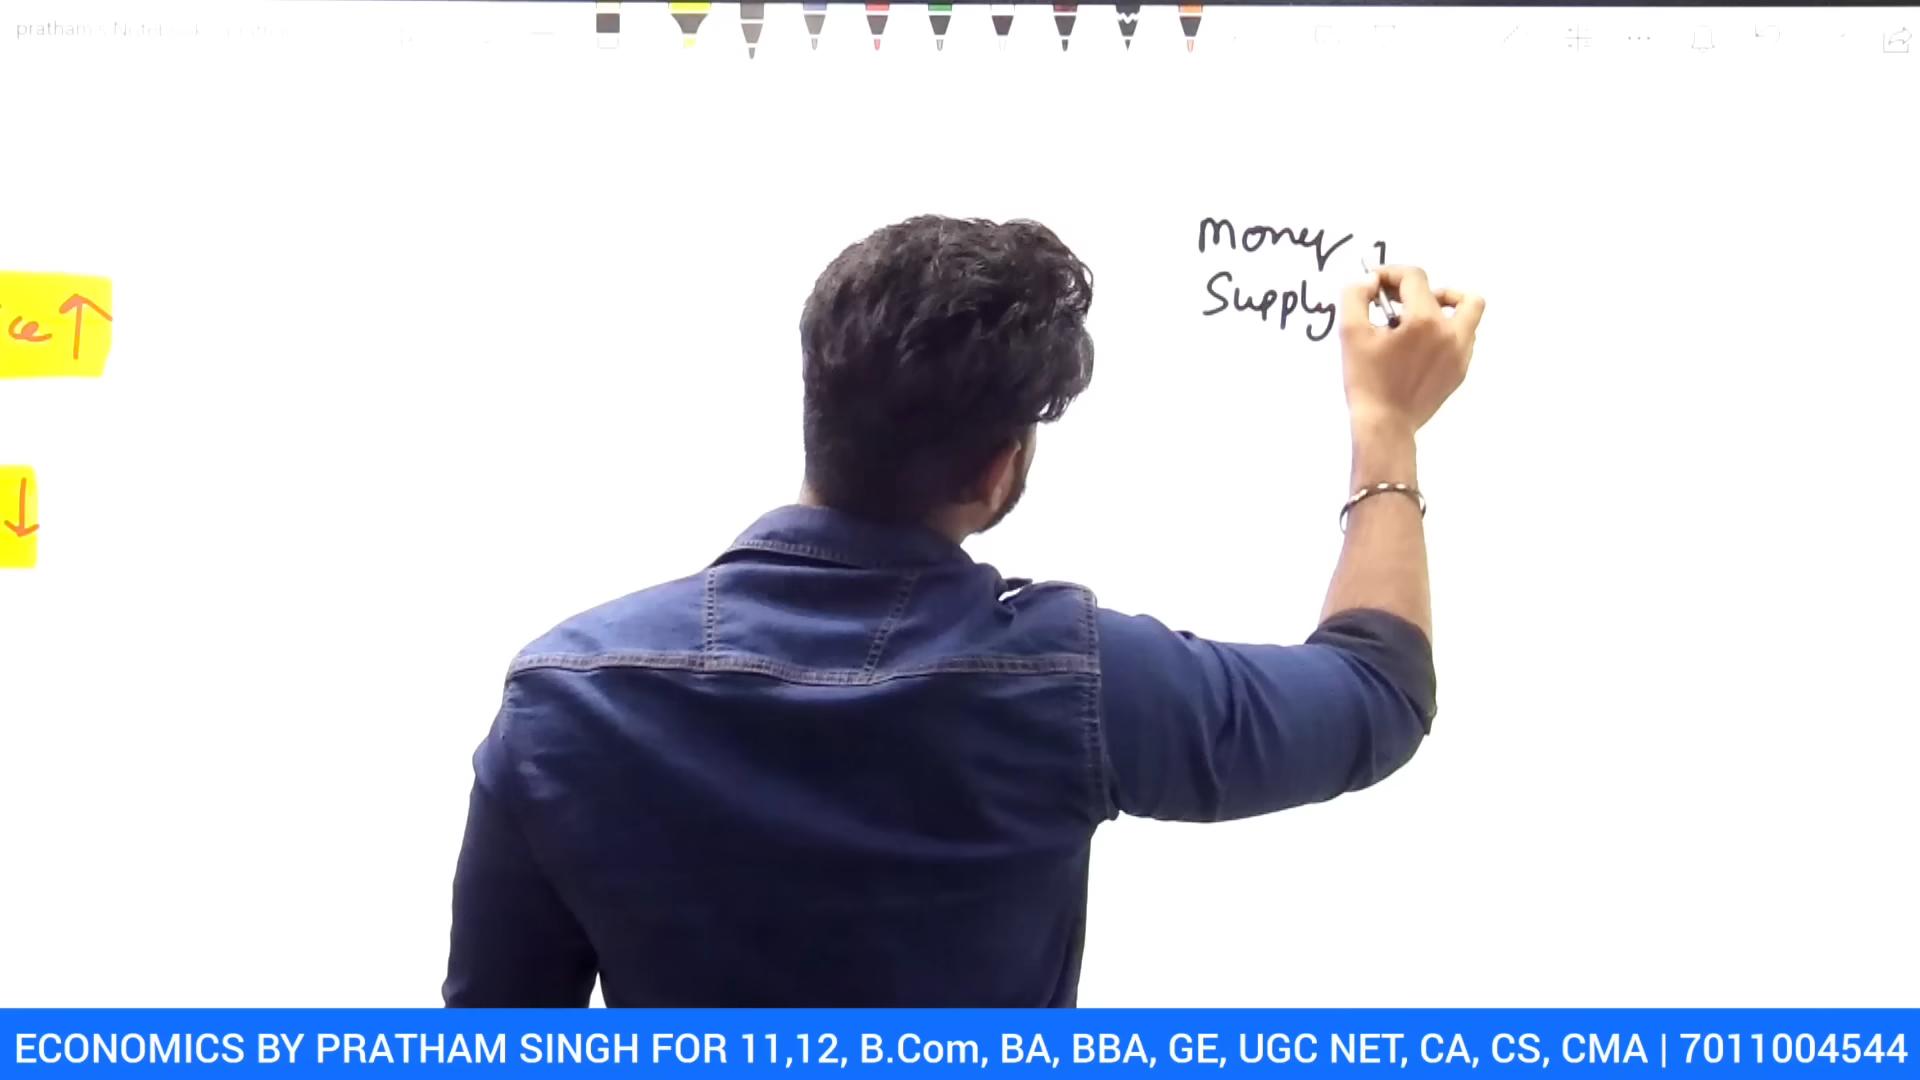 pratham's Notebook
Money
Supply
ce ↑
↓
ECONOMICS BY PRATHAM SINGH FOR 11,12, B.Com, BA, BBA, GE, UGC NET, CA, CS, CMA | 7011004544